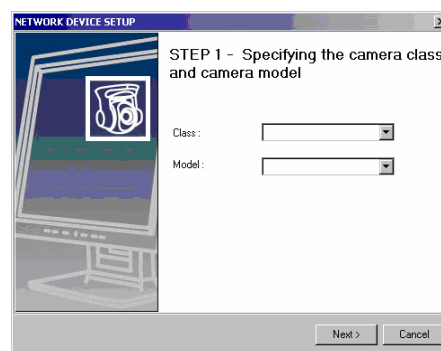 NETWORK DEVICE SETUP
STEP 1 - Specifying the camera class
and camera model
Class :
Model :
Next >
Cancel